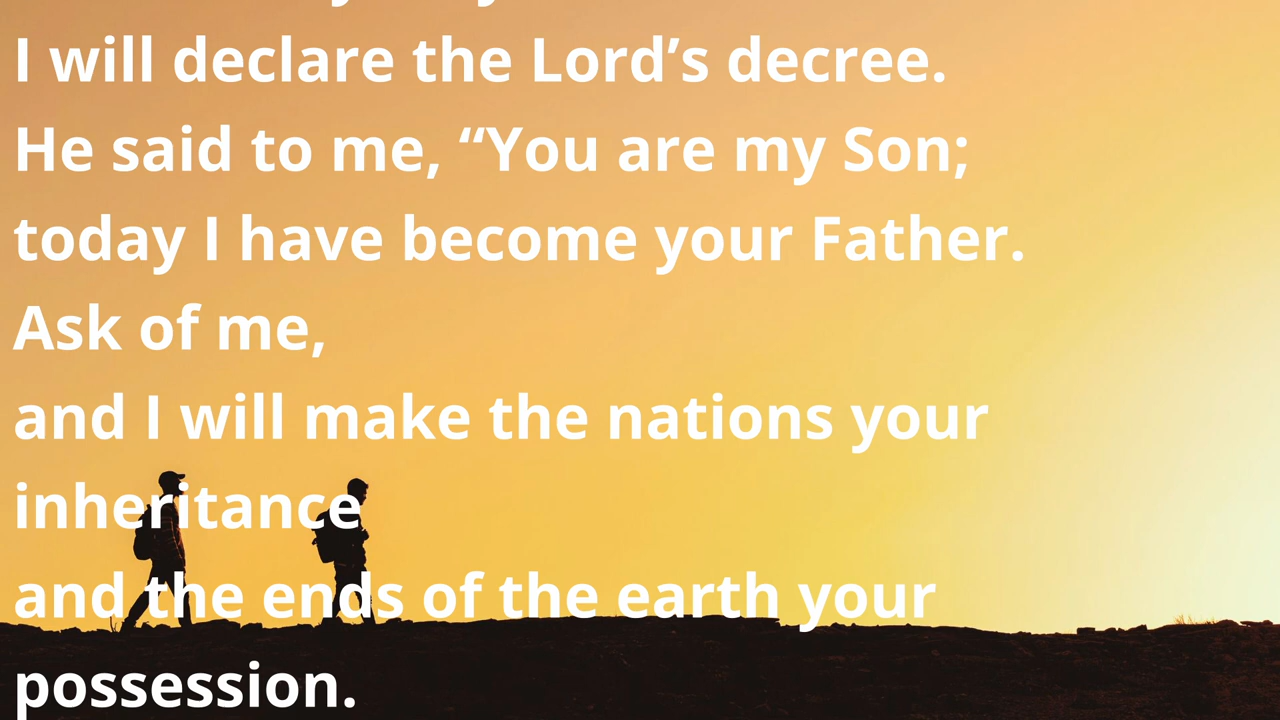 I will declare the Lord’s decree.
He said to me, “You are my Son;
today I have become your Father.
Ask of me,
and I will make the nations your
inheritance
and the ends of the earth your
possession.